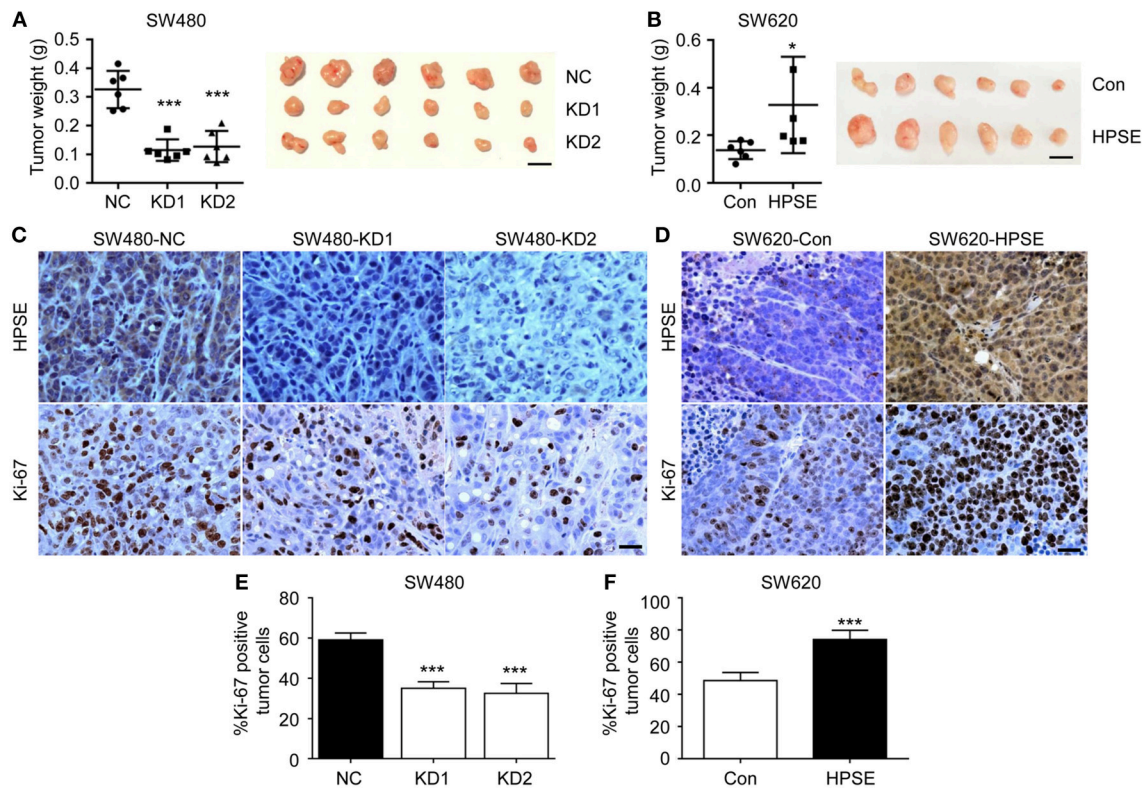 A
SW480
Tumor weight (g)
0.5
0.4
0.3
0.2
0.1
0.0
***
***
NC
KD1
KD2
NC
KD1
KD2
B
SW620
Tumor weight (g)
0.6
0.4
0.2
0.0
*
Con
HPSE
Con
HPSE
C
SW480-NC
SW480-KD1
SW480-KD2
HPSE
Ki-67
D
SW620-Con
SW620-HPSE
HPSE
Ki-67
E
SW480
%Ki-67 positive
tumor cells
80
60
40
20
0
***
***
NC
KD1
KD2
F
SW620
%Ki-67 positive
tumor cells
100
80
60
40
20
0
***
Con
HPSE